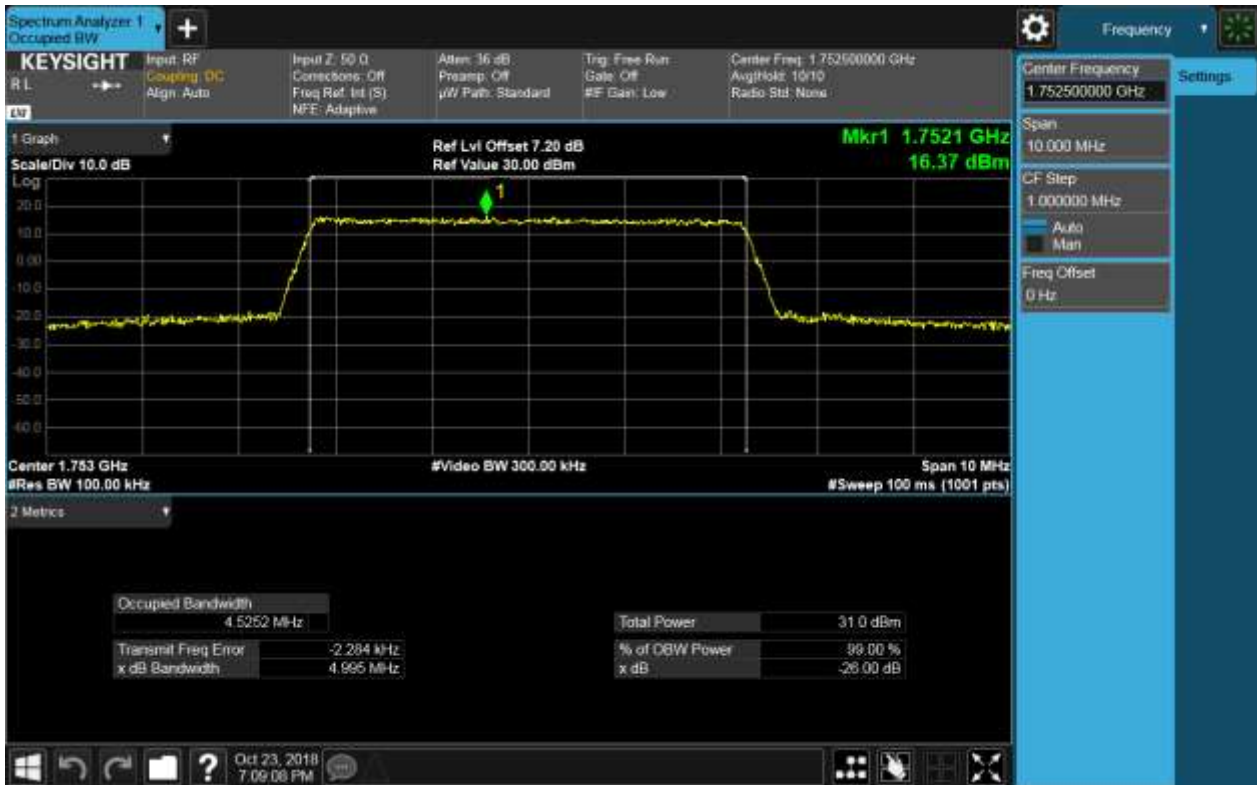 Spectrum Analyzer 1
Occupied BW
+
Frequency
KEYSIGHT
R L
LXI
Input: RF
Coupling: DC
Align: Auto
Input Z: 50 Ω
Corrections: Off
Freq Ref: Int (S)
NFE: Adaptive
Atten: 36 dB
Preamp: Off
µW Path: Standard
Trig: Free Run
Gate: Off
#IF Gain: Low
Center Freq: 1.752500000 GHz
Avg|Hold: 10/10
Radio Std: None
Center Frequency
1.752500000 GHz
Settings
Span
10.000 MHz
CF Step
1.000000 MHz
Auto
Man
Freq Offset
0 Hz
1 Graph
Scale/Div 10.0 dB
Ref Lvl Offset 7.20 dB
Ref Value 30.00 dBm
Mkr1 1.7521 GHz
16.37 dBm
Log
1
20.0
10.0
0.00
-10.0
-20.0
-30.0
-40.0
-50.0
-60.0
Center 1.753 GHz
#Video BW 300.00 kHz
Span 10 MHz
#Res BW 100.00 kHz
#Sweep 100 ms (1001 pts)
2 Metrics
Occupied Bandwidth
4.5252 MHz
Total Power 31.0 dBm
Transmit Freq Error -2.284 kHz
% of OBW Power 99.00 %
x dB Bandwidth 4.995 MHz
x dB -26.00 dB
?
Oct 23, 2018
7:09:08 PM